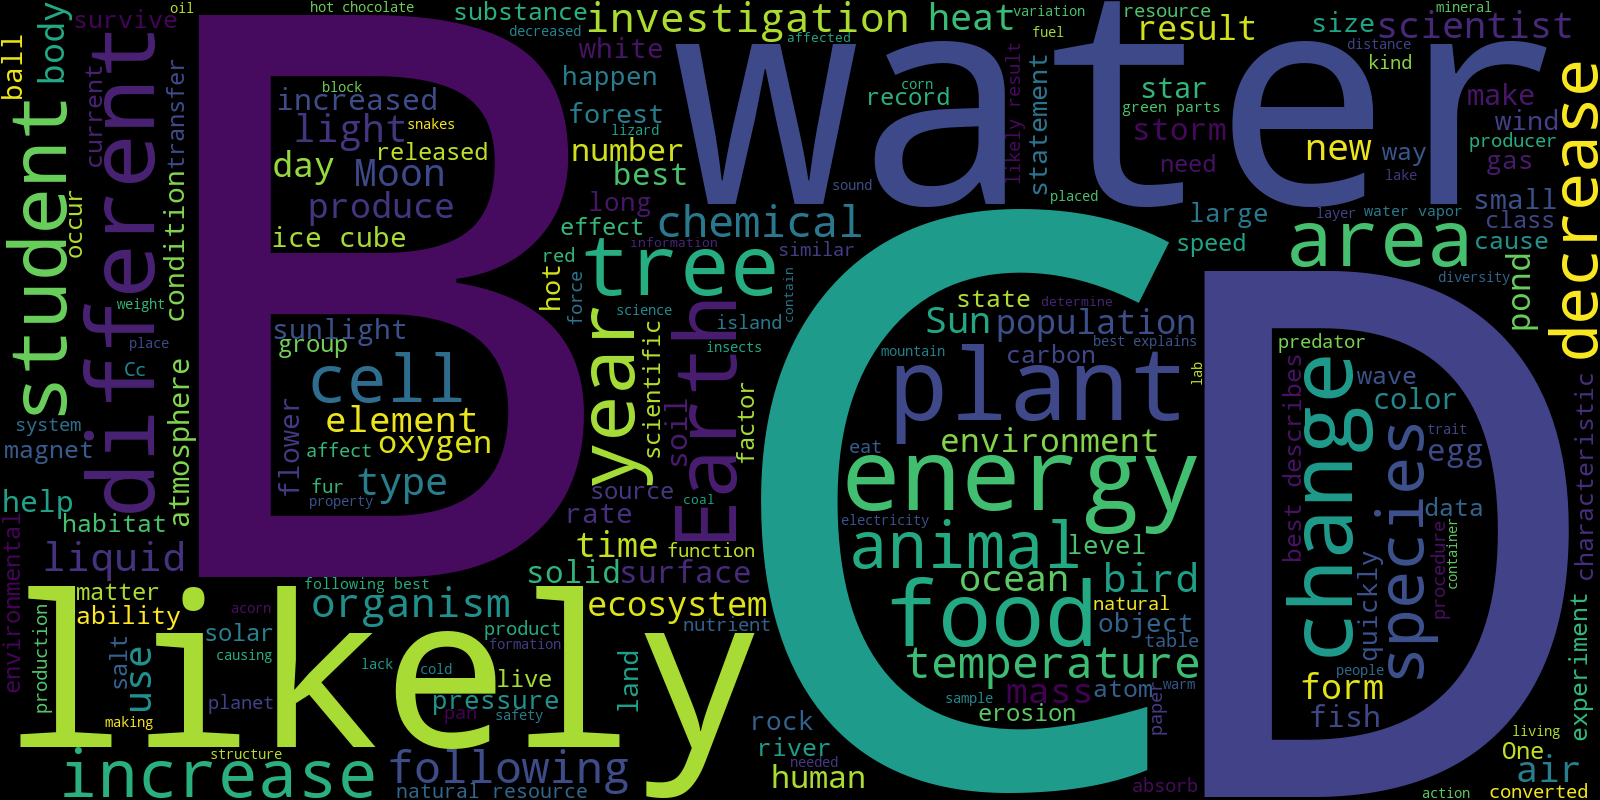 oil
hot chocolate
substance
investigation
heat
variation
resource
mineral
survive
body
decreased
white
affected
water
fuel
result
size
scientist
distance
kind
ball
different
current
transfer
B
block
increased
light
snakes
happen
forest
lizard
corn
record
likely result
statement
star
green parts
storm
need
make
wind
producer
gas
decrease
student
day
released
Moon
produce
ice cube
number
best
sound
placed
new
way
lake
small
class
occur
condition
long
effect
chemical
information
similar
large
speed
layer
water vapor
area
cause
diversity
pond
weight
place
Cc
atmosphere
sunlight
group
cell
flower
element
affect
oxygen
fur
type
property
hot
red
force
tree
science
contain
year
scientific
Earth
island
insects
soil
factor
source
coal
rate
C
state
determine
Sun
population
best explains
mountain
carbon
plant
lab
environment
eat
energy
electricity
animal
level
D
predator
wave
color
best describes
change
species
trait
egg
data
quickly
procedure
container
characteristic
system
magnet
help
habitat
liquid
environmental
time
function
solid
surface
ocean
bird
food
natural
object
table
temperature
mass
atom
paper
warm
sample
erosion
people
form
fish
experiment
matter
ability
following best
acorn
organism
ecosystem
nutrient
product
formation
production
salt
use
solar
causing
planet
making
likely
lack
cold
live
pressure
pan
safety
land
rock
river
needed
human
absorb
living
One
air
action
converted
structure
increase
following
natural resource